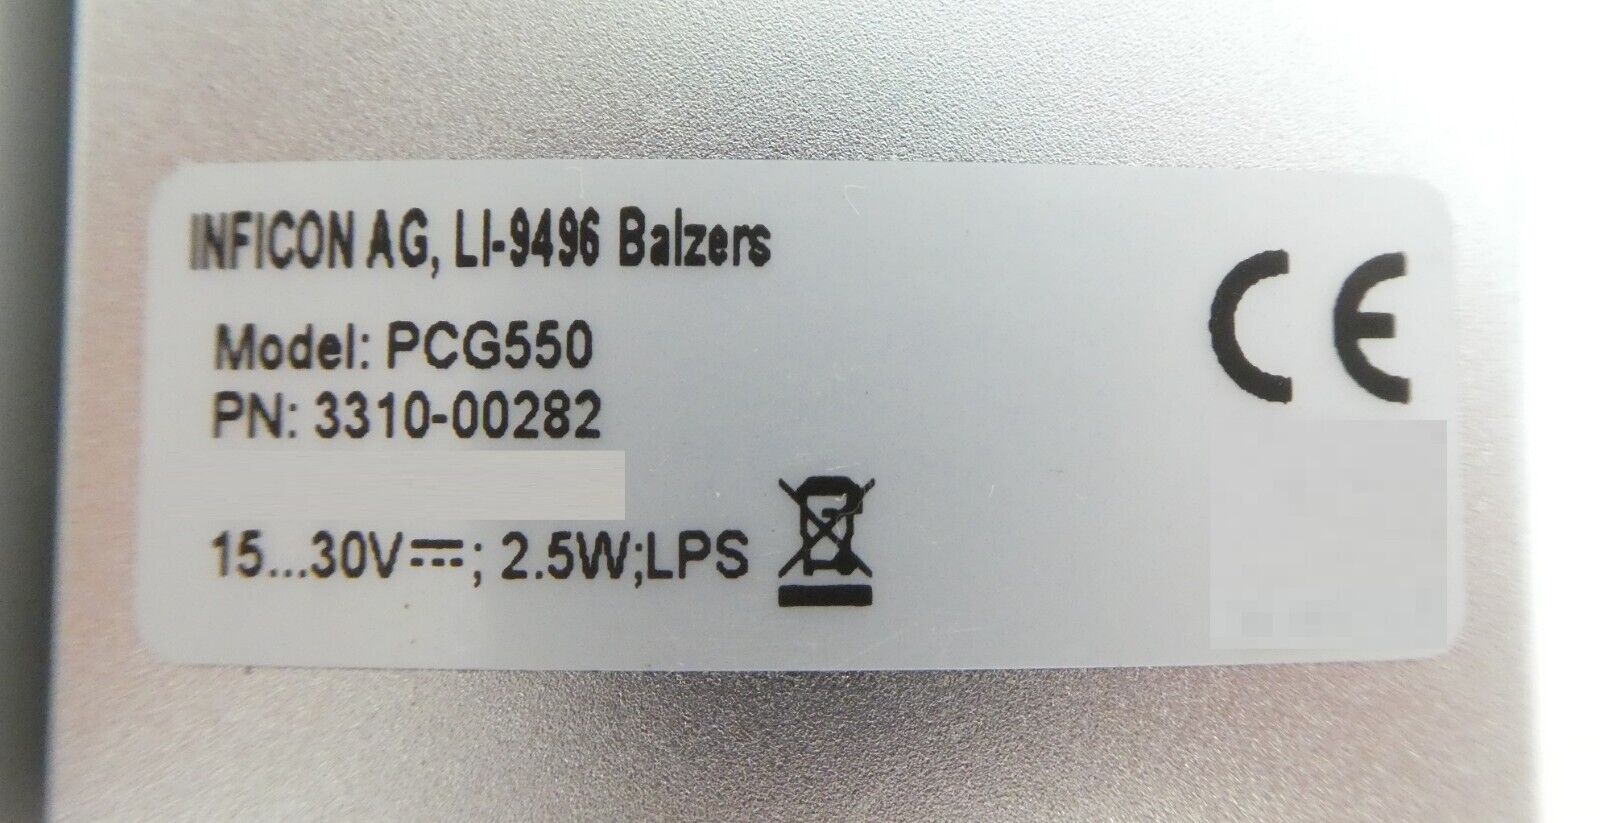 INFICON AG, LI-9496 Balzers
CE
Model: PCG550
PN: 3310-00282
15...30V⎓; 2.5W;LPS